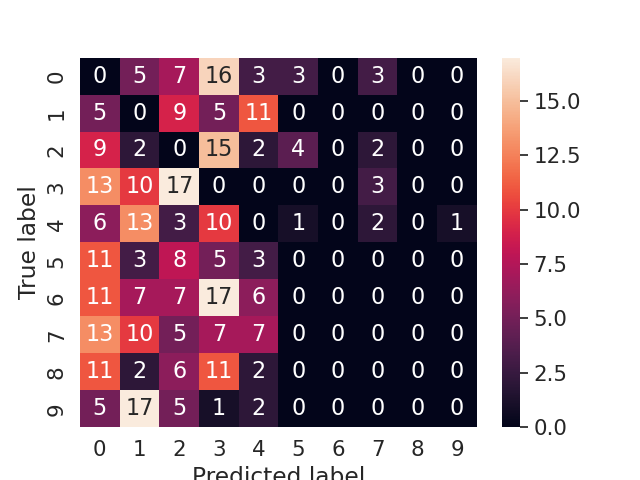 0 0 5 7 16 3 3 0 3 0 0
1 5 0 9 5 11 0 0 0 0 0
2 9 2 0 15 2 4 0 2 0 0
3 13 10 17 0 0 0 0 3 0 0
4 6 13 3 10 0 1 0 2 0 1
5 11 3 8 5 3 0 0 0 0 0
6 11 7 7 17 6 0 0 0 0 0
7 13 10 5 7 7 0 0 0 0 0
8 11 2 6 11 2 0 0 0 0 0
9 5 17 5 1 2 0 0 0 0 0
0 1 2 3 4 5 6 7 8 9
Predicted label
True label
15.0
12.5
10.0
7.5
5.0
2.5
0.0